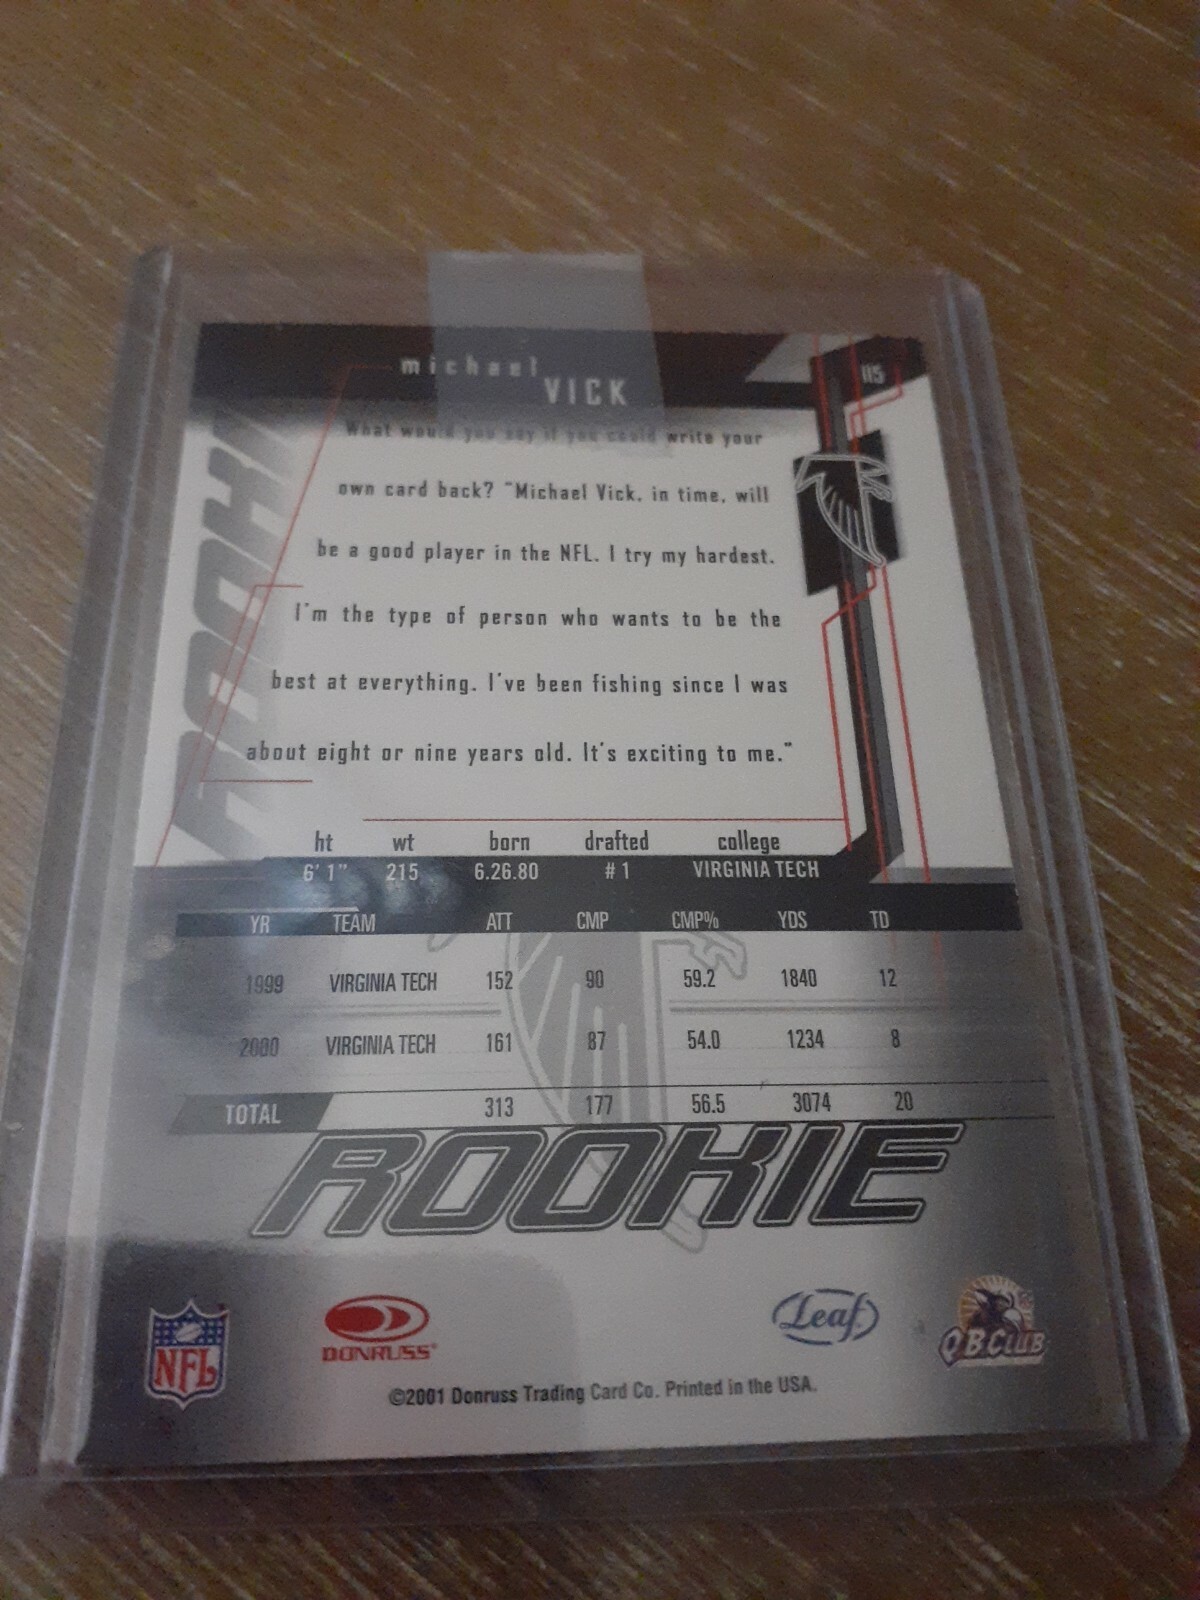 michael
VICK
115
What would you say if you could write your
own card back? "Michael Vick, in time, will
be a good player in the NFL. I try my hardest.
I'm the type of person who wants to be the
best at everything. I've been fishing since I was
about eight or nine years old. It's exciting to me."
ROOKIE
ht wt born drafted college
6' 1" 215 6.26.80 #1 VIRGINIA TECH
YR TEAM ATT CMP CMP% YDS TD
1999 VIRGINIA TECH 152 90 59.2 1840 12
2000 VIRGINIA TECH 161 87 54.0 1234 8
TOTAL 313 177 56.5 3074 20
ROOKIE
NFL DONRUSS® Leaf QB CLUB
©2001 Donruss Trading Card Co. Printed in the USA.